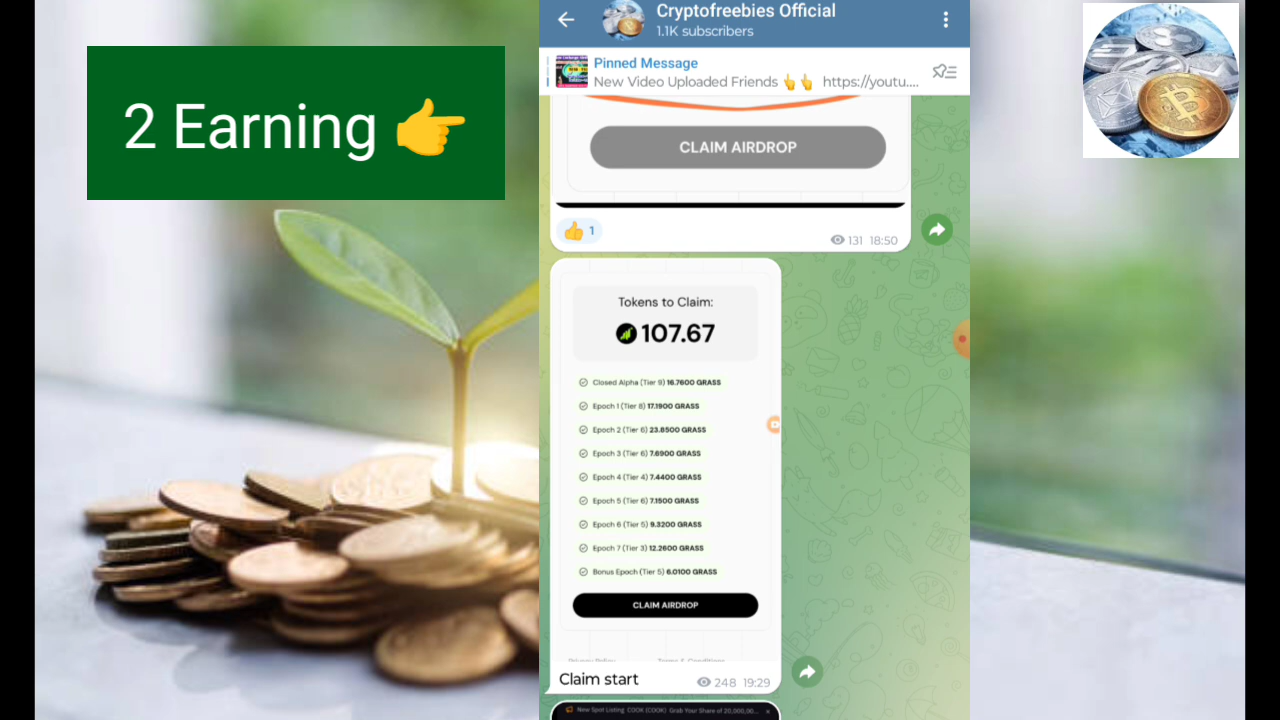 2 Earning 👉
Cryptofreebies Official
1.1K subscribers
Pinned Message
New Video Uploaded Friends 👆👆 https://youtu....
CLAIM AIRDROP
👍 1
131 18:50
Tokens to Claim:
107.67
Closed Alpha (Tier 9) 16.7600 GRASS
Epoch 1 (Tier 8) 17.1900 GRASS
Epoch 2 (Tier 6) 23.8500 GRASS
Epoch 3 (Tier 6) 7.6900 GRASS
Epoch 4 (Tier 4) 7.4400 GRASS
Epoch 5 (Tier 6) 7.1500 GRASS
Epoch 6 (Tier 5) 9.3200 GRASS
Epoch 7 (Tier 3) 12.2600 GRASS
Bonus Epoch (Tier 5) 6.0100 GRASS
CLAIM AIRDROP
Privacy Policy Terms & Conditions
Claim start
248 19:29
New Spot Listing COOK (COOK) Grab Your Share of 20,000,00...